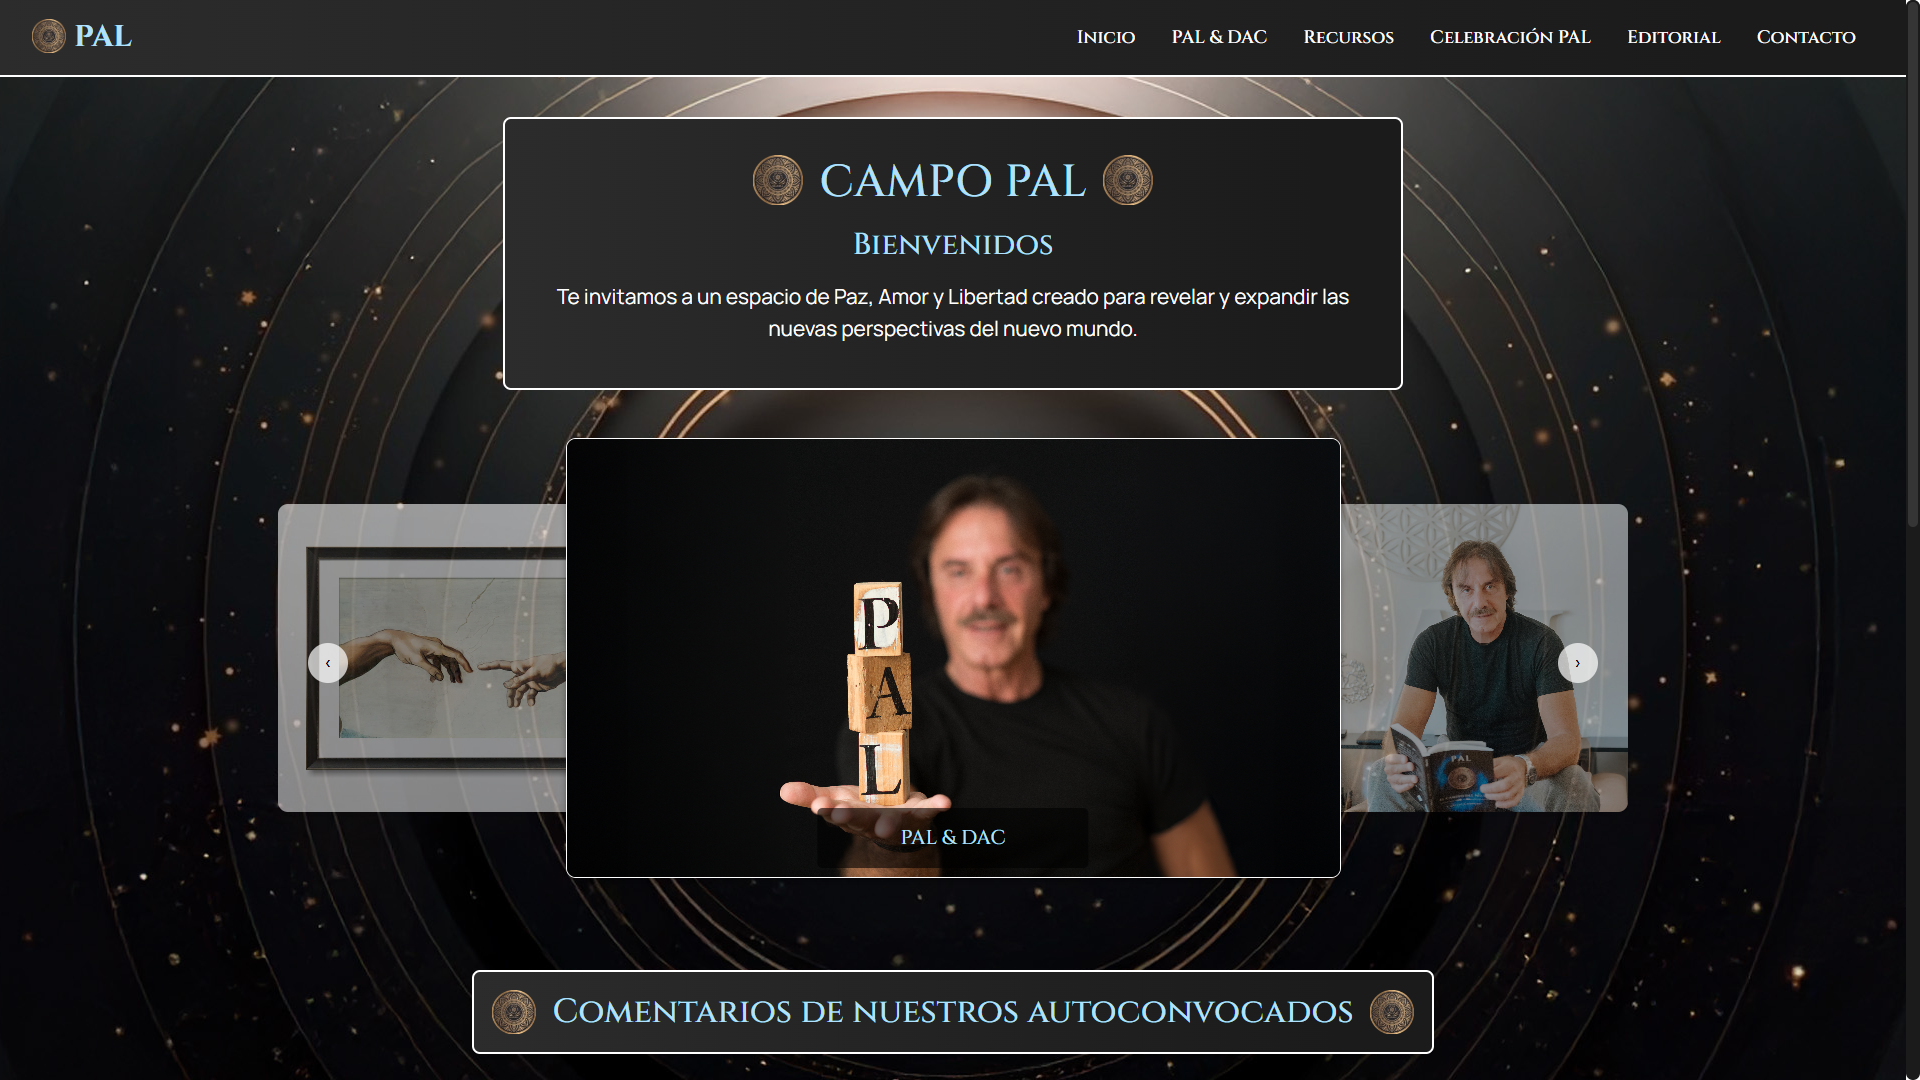 PAL
Inicio
PAL & DAC
Recursos
Celebración PAL
Editorial
Contacto
CAMPO PAL
Bienvenidos
Te invitamos a un espacio de Paz, Amor y Libertad creado para revelar y expandir las
nuevas perspectivas del nuevo mundo.
‹
P
A
L
PAL & DAC
PAL
›
Comentarios de nuestros autoconvocados